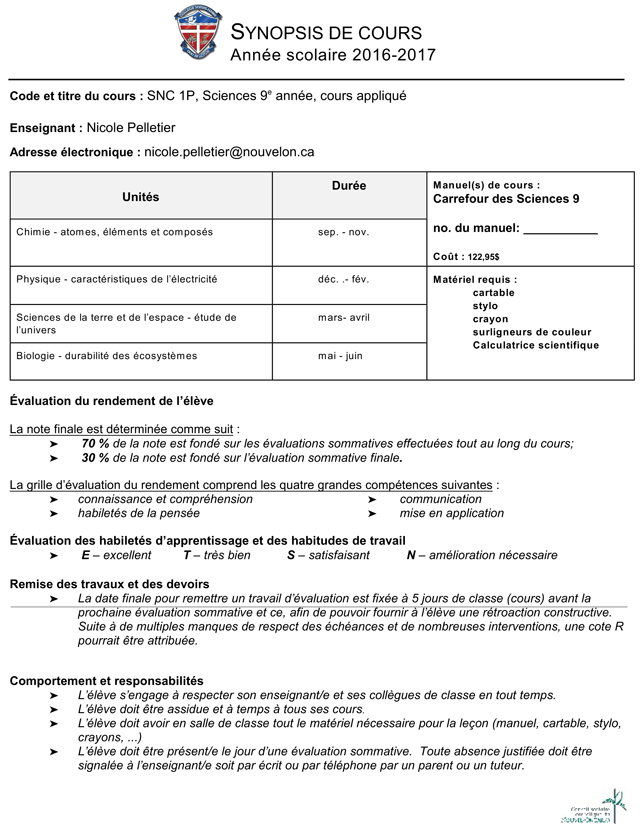 SYNOPSIS DE COURS
Année scolaire 2016-2017
Code et titre du cours : SNC 1P, Sciences 9e année, cours appliqué
Enseignant : Nicole Pelletier
Adresse électronique : nicole.pelletier@nouvelon.ca
Unités
Durée
Manuel(s) de cours :
Carrefour des Sciences 9
no. du manuel: ___________
Coût : 122,95$
Chimie - atomes, éléments et composés
sep. - nov.
Physique - caractéristiques de l’électricité
déc. .- fév.
Sciences de la terre et de l’espace - étude de
l’univers
mars- avril
Biologie - durabilité des écosystèmes
mai - juin
Matériel requis :
cartable
stylo
crayon
surligneurs de couleur
Calculatrice scientifique
Évaluation du rendement de l’élève
La note finale est déterminée comme suit :
➤ 70 % de la note est fondé sur les évaluations sommatives effectuées tout au long du cours;
➤ 30 % de la note est fondé sur l’évaluation sommative finale.
La grille d’évaluation du rendement comprend les quatre grandes compétences suivantes :
➤ connaissance et compréhension ➤ communication
➤ habiletés de la pensée ➤ mise en application
Évaluation des habiletés d’apprentissage et des habitudes de travail
➤ E – excellent T – très bien S – satisfaisant N – amélioration nécessaire
Remise des travaux et des devoirs
➤ La date finale pour remettre un travail d’évaluation est fixée à 5 jours de classe (cours) avant la
prochaine évaluation sommative et ce, afin de pouvoir fournir à l’élève une rétroaction constructive.
Suite à de multiples manques de respect des échéances et de nombreuses interventions, une cote R
pourrait être attribuée.
Comportement et responsabilités
➤ L’élève s’engage à respecter son enseignant/e et ses collègues de classe en tout temps.
➤ L’élève doit être assidue et à temps à tous ses cours.
➤ L’élève doit avoir en salle de classe tout le matériel nécessaire pour la leçon (manuel, cartable, stylo,
crayons, ...)
➤ L’élève doit être présent/e le jour d’une évaluation sommative. Toute absence justifiée doit être
signalée à l’enseignant/e soit par écrit ou par téléphone par un parent ou un tuteur.
Conseil scolaire
catholique du
NOUVEL-ONTARIO